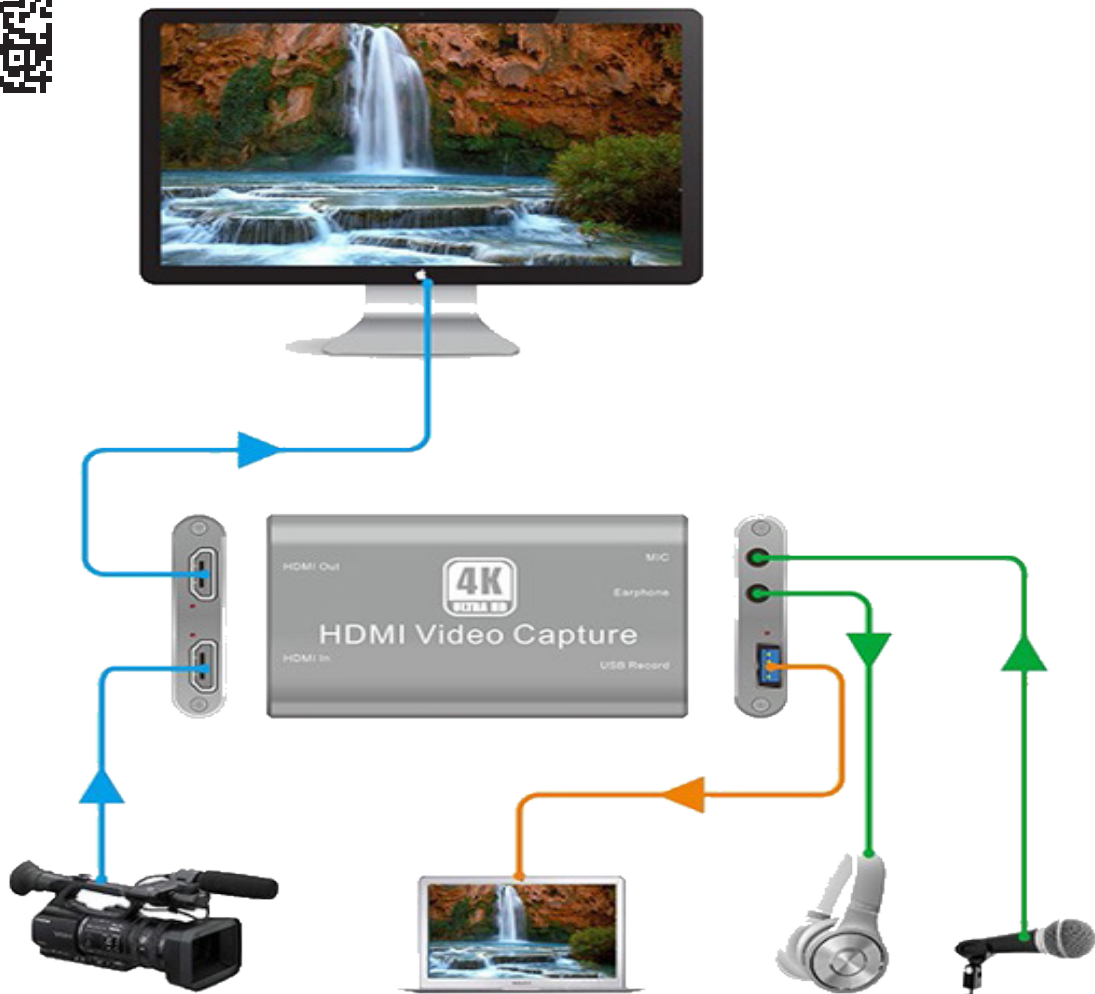 HDMI Out
4K
ULTRA HD
MIC
Earphone
HDMI Video Capture
HDMI In
USB Record